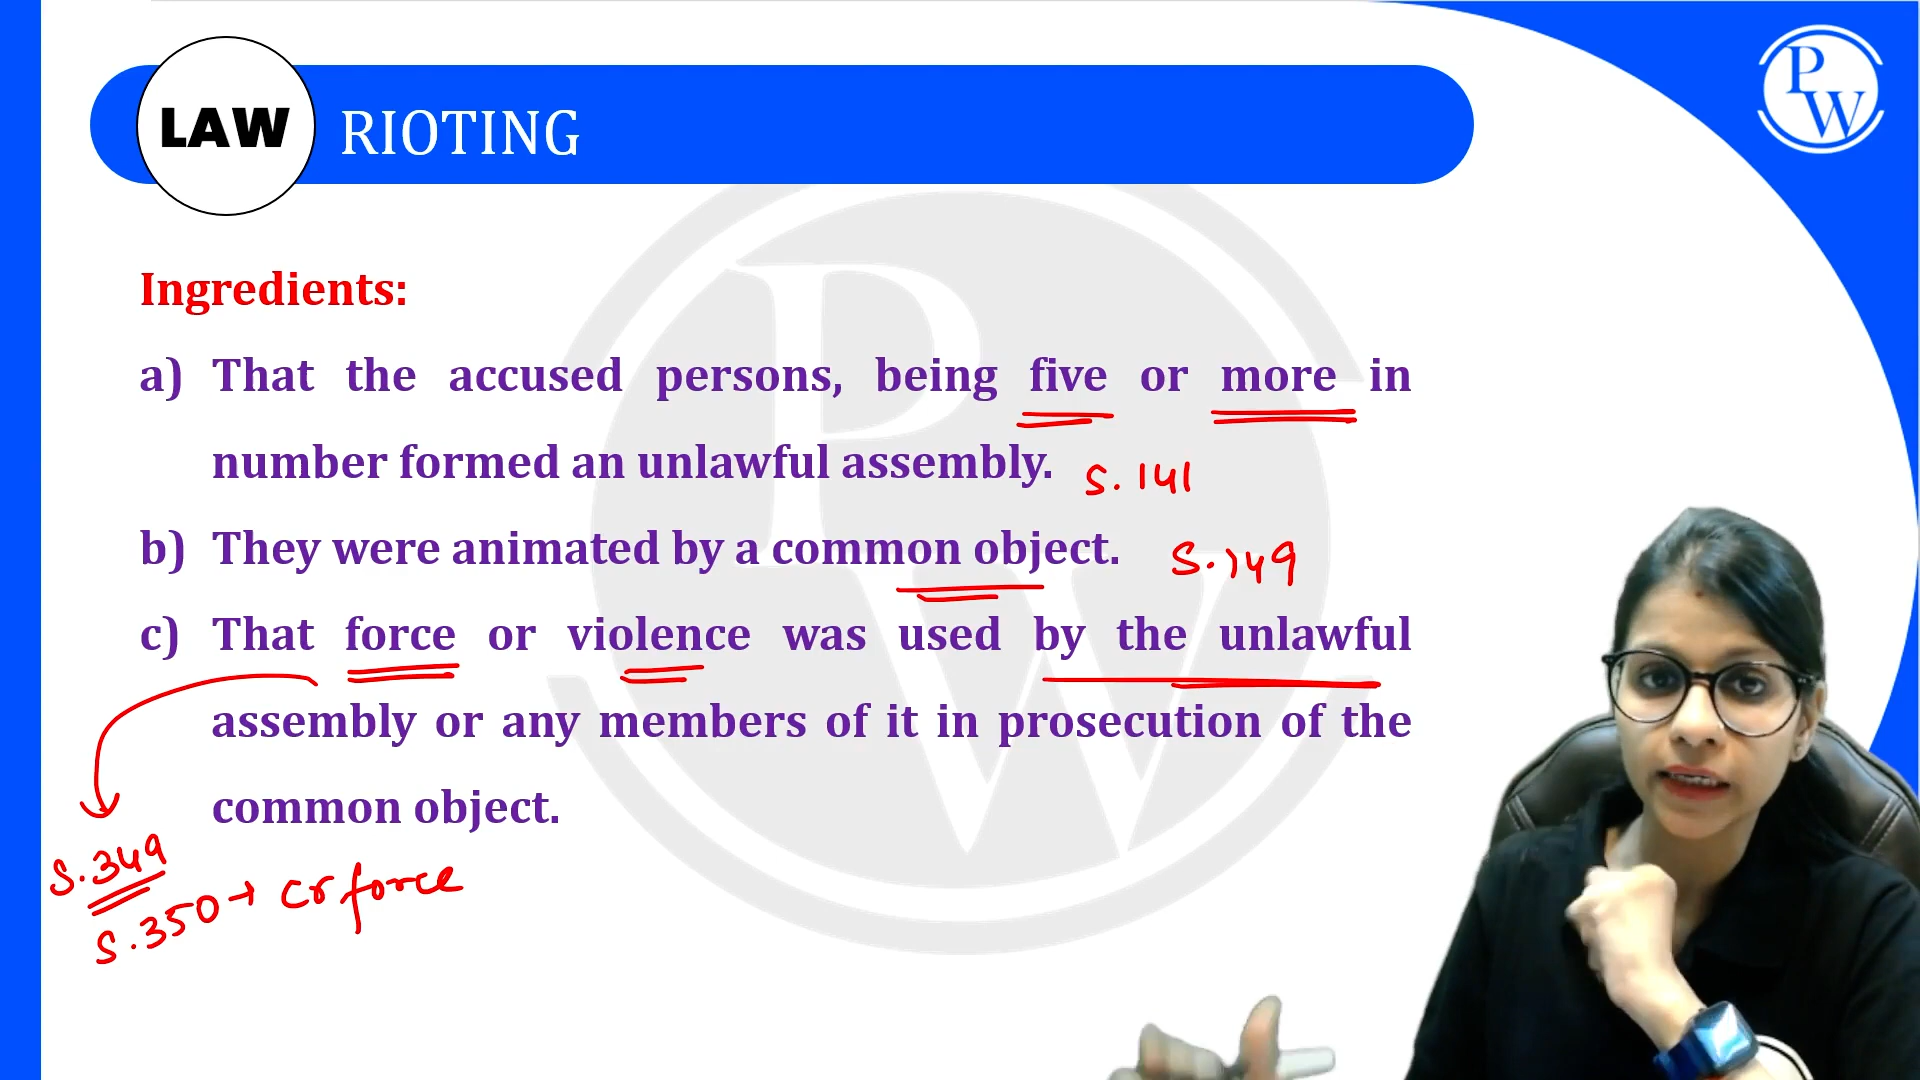 LAW RIOTING
P
W
Ingredients:
a) That the accused persons, being five or more in
number formed an unlawful assembly. S. 141
b) They were animated by a common object. S. 149
c) That force or violence was used by the unlawful
assembly or any members of it in prosecution of the
common object.
S. 349
S. 350 → cr force